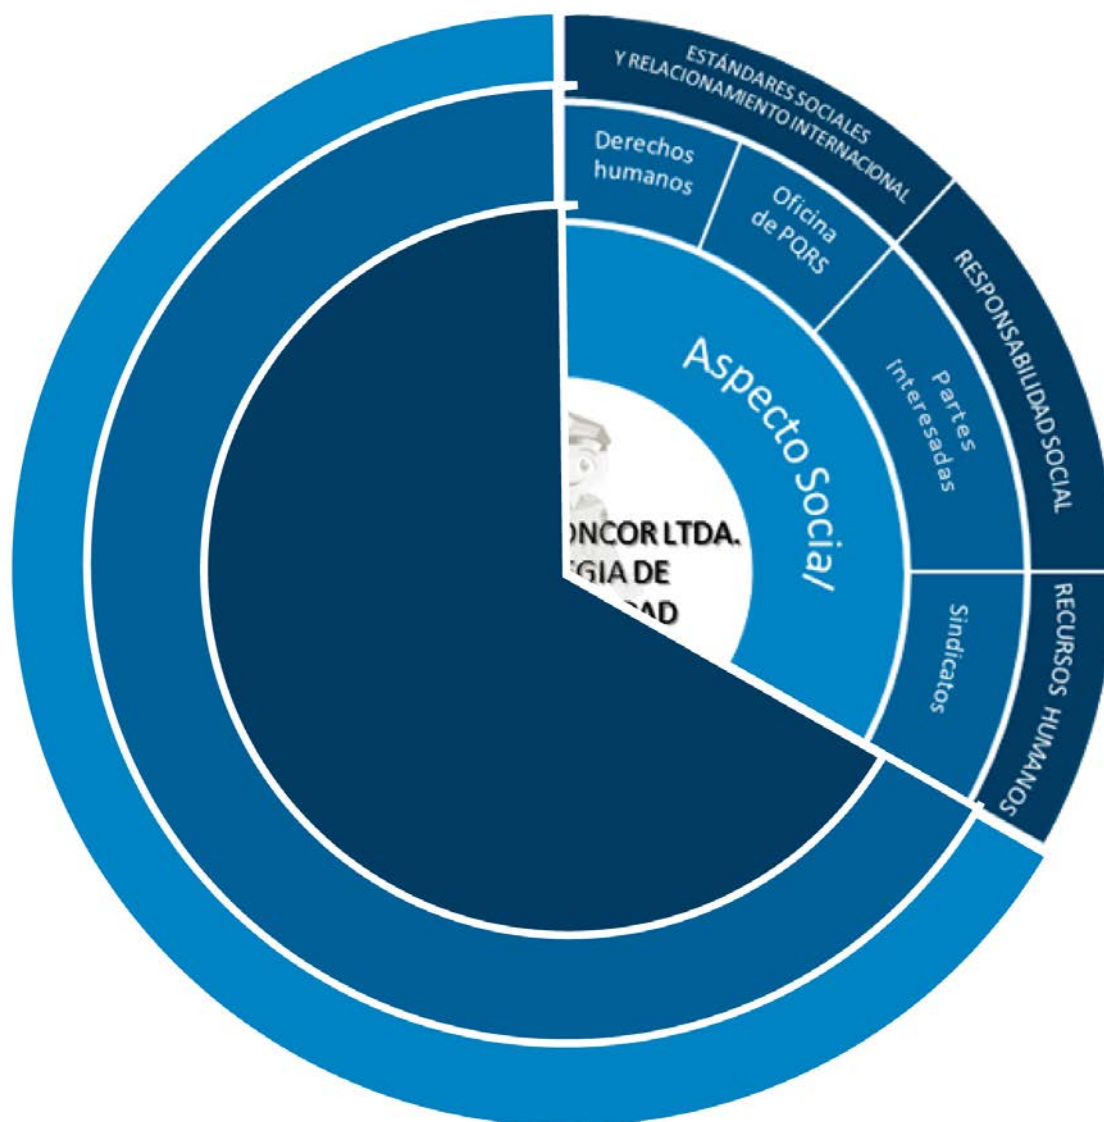 ESTÁNDARES SOCIALES
Y RELACIONAMIENTO INTERNACIONAL
RESPONSABILIDAD SOCIAL
RECURSOS HUMANOS
Derechos
humanos
Oficina
de PQRS
Partes
Interesadas
Sindicatos
Aspecto Social
ONCOR LTDA.
EGIA DE
DAD